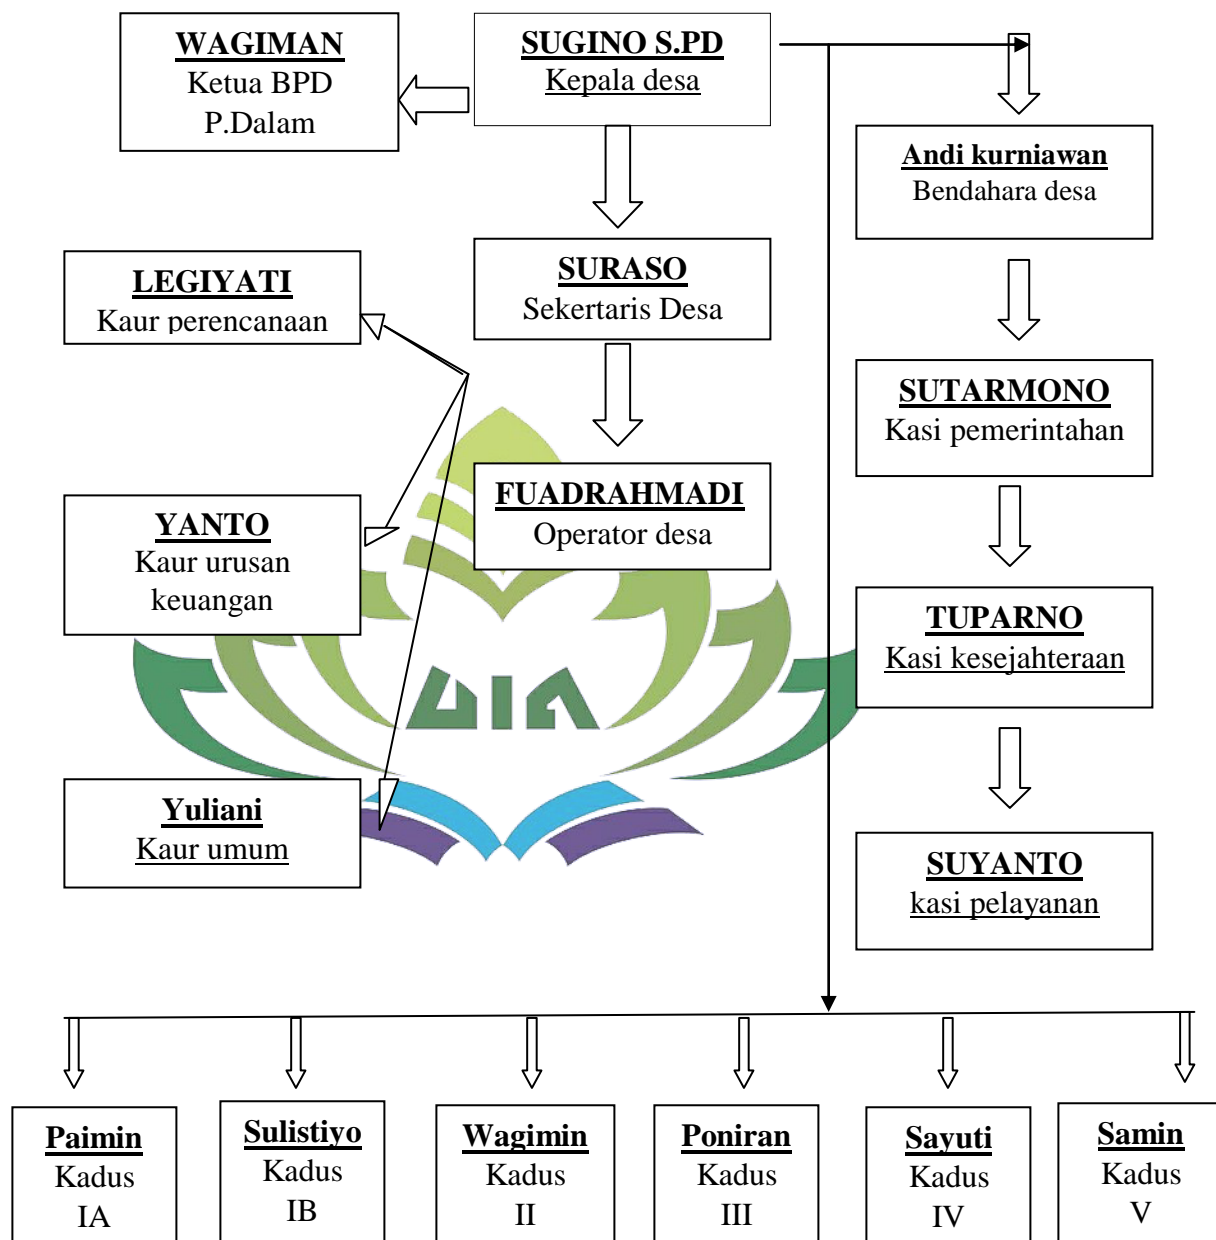 WAGIMAN
Ketua BPD
P.Dalam
SUGINO S.PD
Kepala desa
Andi kurniawan
Bendahara desa
LEGIYATI
Kaur perencanaan
SURASO
Sekertaris Desa
SUTARMONO
Kasi pemerintahan
YANTO
Kaur urusan
keuangan
FUADRAHMADI
Operator desa
TUPARNO
Kasi kesejahteraan
UIN
Yuliani
Kaur umum
SUYANTO
kasi pelayanan
Paimin
Kadus
IA
Sulistiyo
Kadus
IB
Wagimin
Kadus
II
Poniran
Kadus
III
Sayuti
Kadus
IV
Samin
Kadus
V